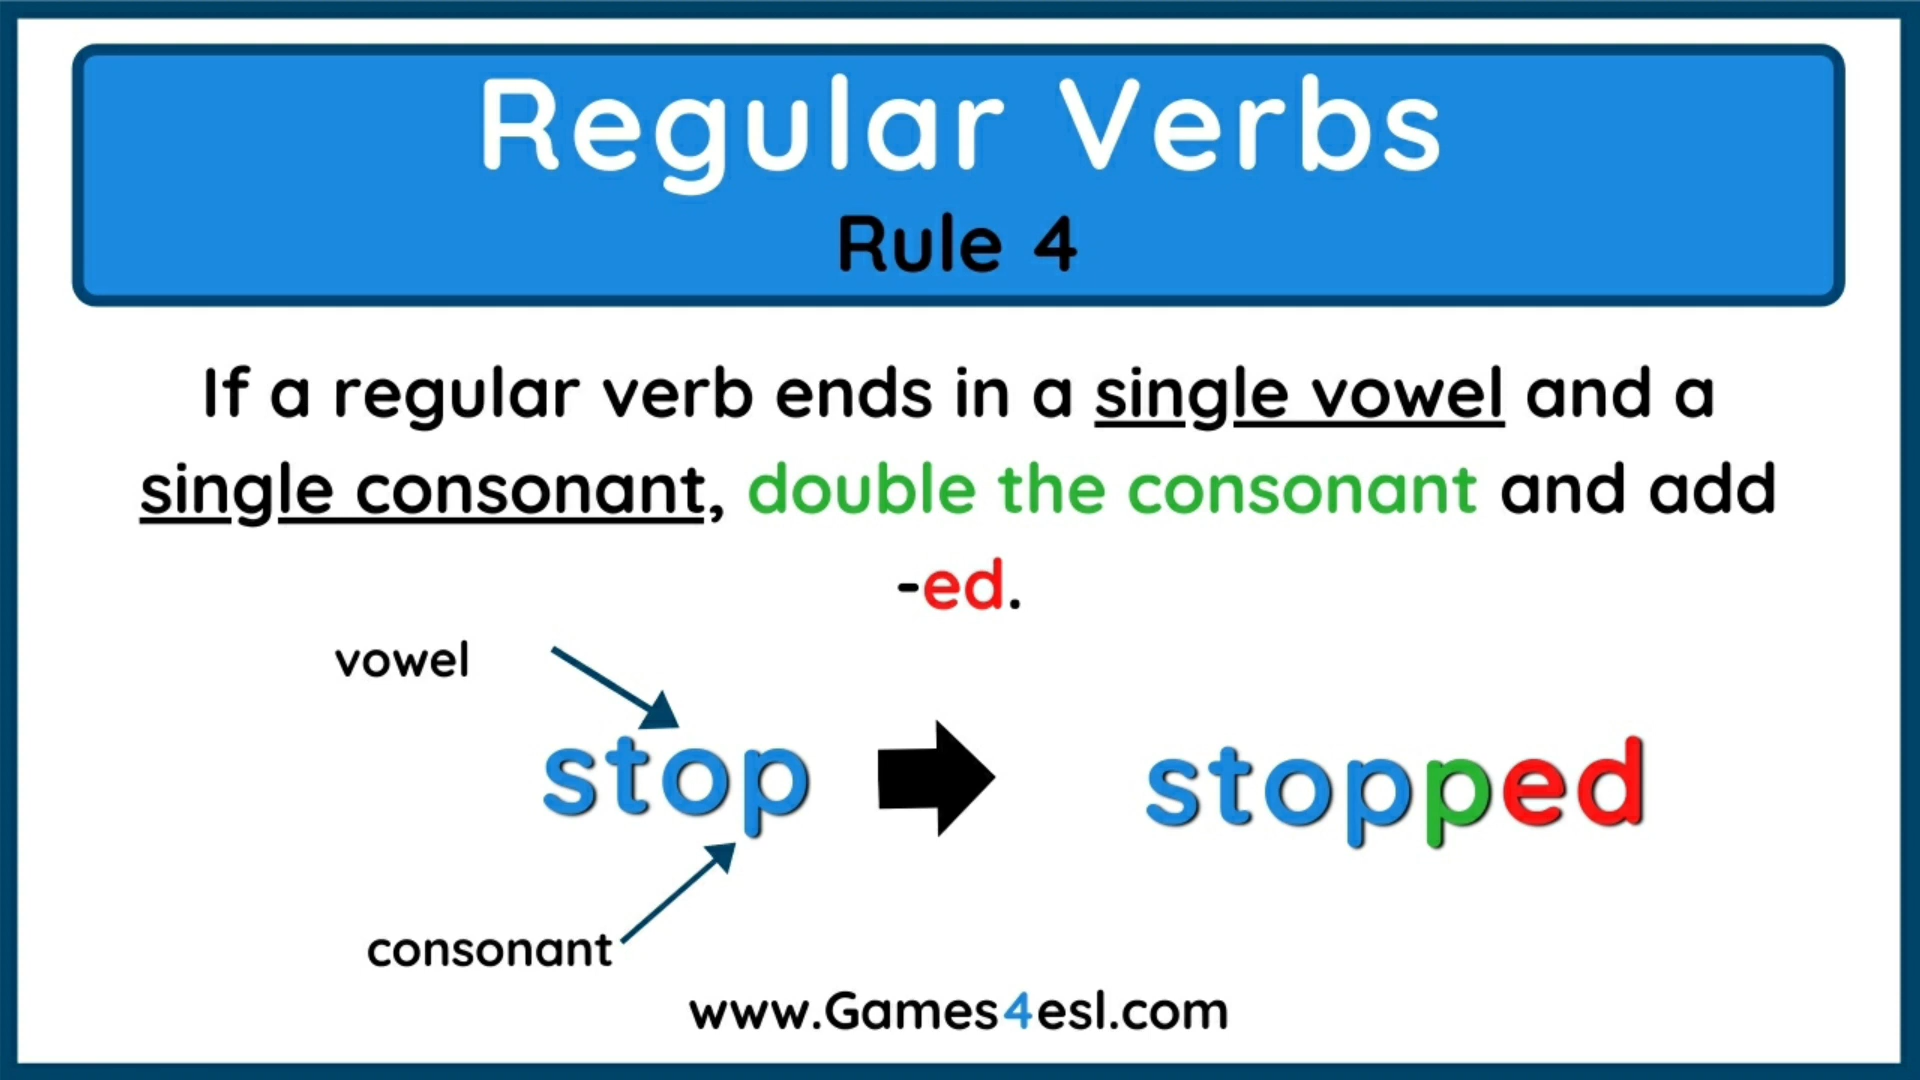 Regular Verbs
Rule 4
If a regular verb ends in a single vowel and a
single consonant, double the consonant and add
-ed.
vowel
stop
stopped
consonant
www.Games4esl.com